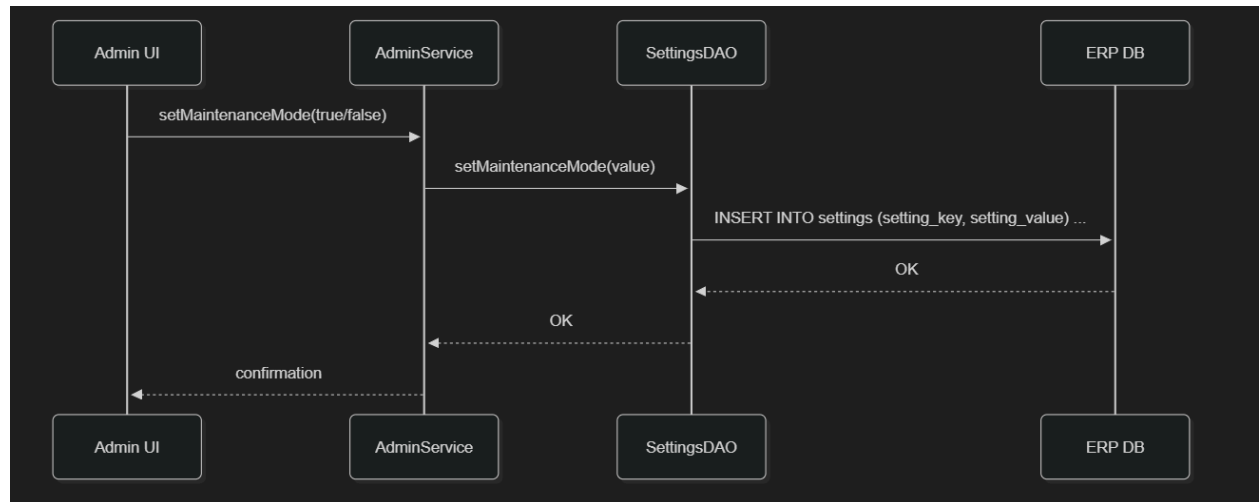 Admin UI
AdminService
SettingsDAO
ERP DB
setMaintenanceMode(true/false)
setMaintenanceMode(value)
INSERT INTO settings (setting_key, setting_value) ...
OK
OK
confirmation
Admin UI
AdminService
SettingsDAO
ERP DB